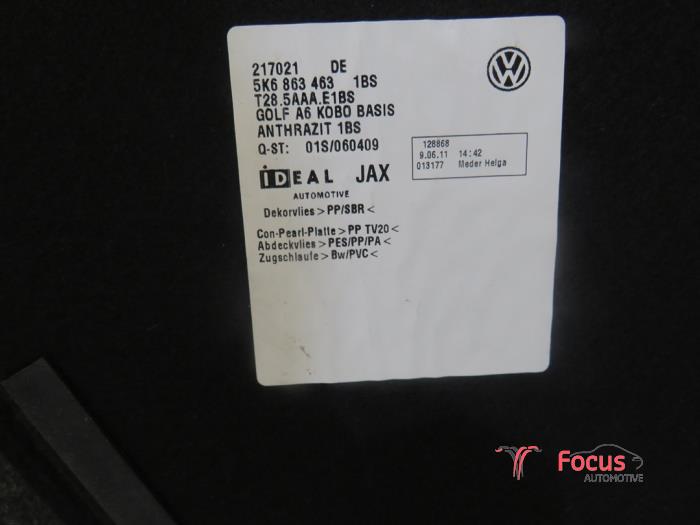 217021 DE
5K6 863 463 1BS
T28.5AAA.E1BS
GOLF A6 KOBO BASIS
ANTHRAZIT 1BS
Q-ST: 01S/060409
128868
9.06.11 14:42
013177 Meder Helga
iDEAL JAX
AUTOMOTIVE
Dekorvlies>PP/SBR<
Con-Pearl-Platte>PP TV20<
Abdeckvlies>PES/PP/PA<
Zugschlaufe>Bw/PVC<
Focus
AUTOMOTIVE